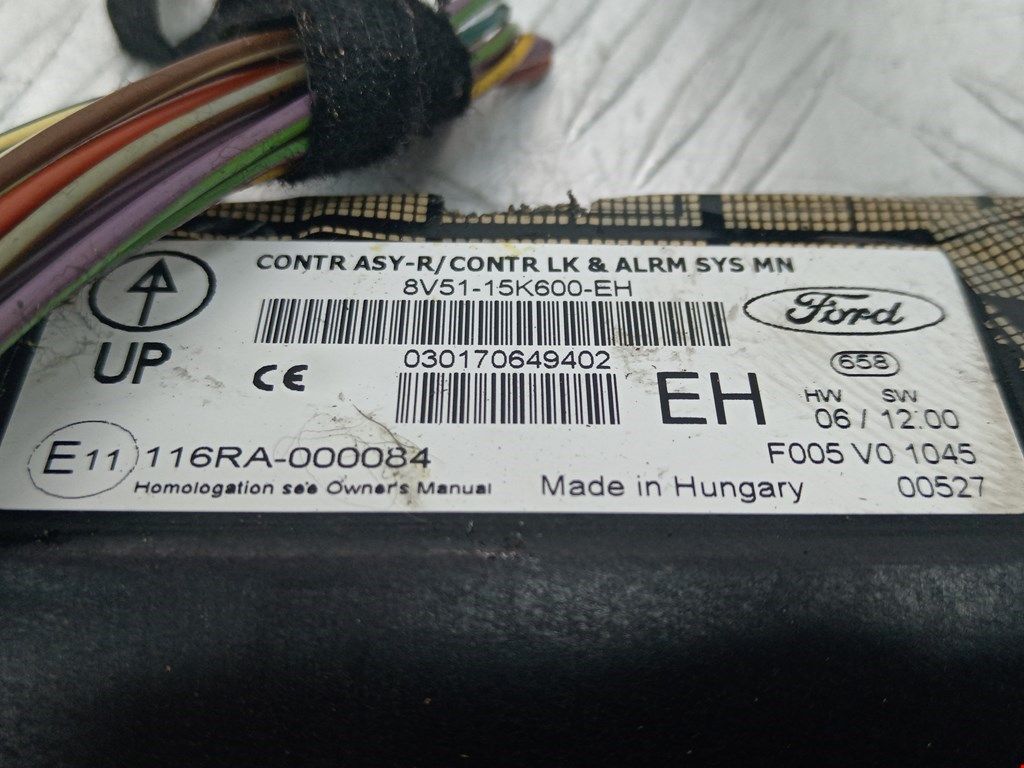 CONTR ASY-R/CONTR LK & ALRM SYS MN
8V51-15K600-EH
Ford
UP
CE
030170649402
EH
658
HW SW
06 / 12:00
E11 116RA-000084
F005 V0 1045
Homologation see Owner's Manual
Made in Hungary
00527